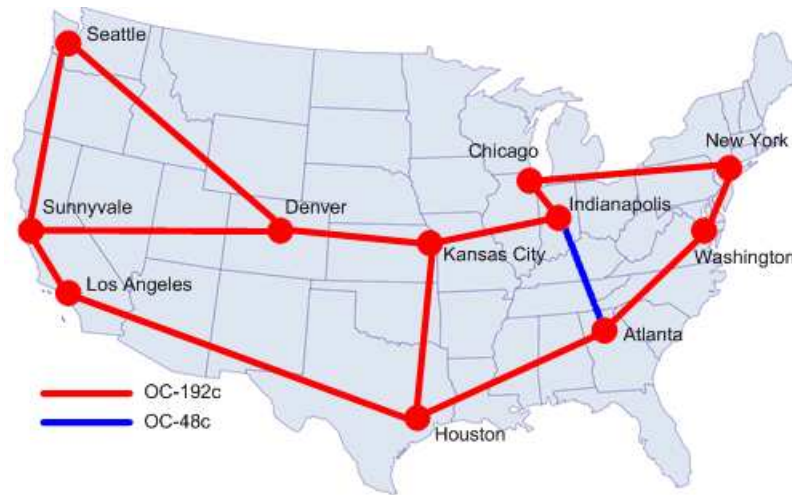 Seattle
New York
Chicago
Sunnyvale
Denver
Indianapolis
Kansas City
Washington
Los Angeles
Atlanta
OC-192c
OC-48c
Houston